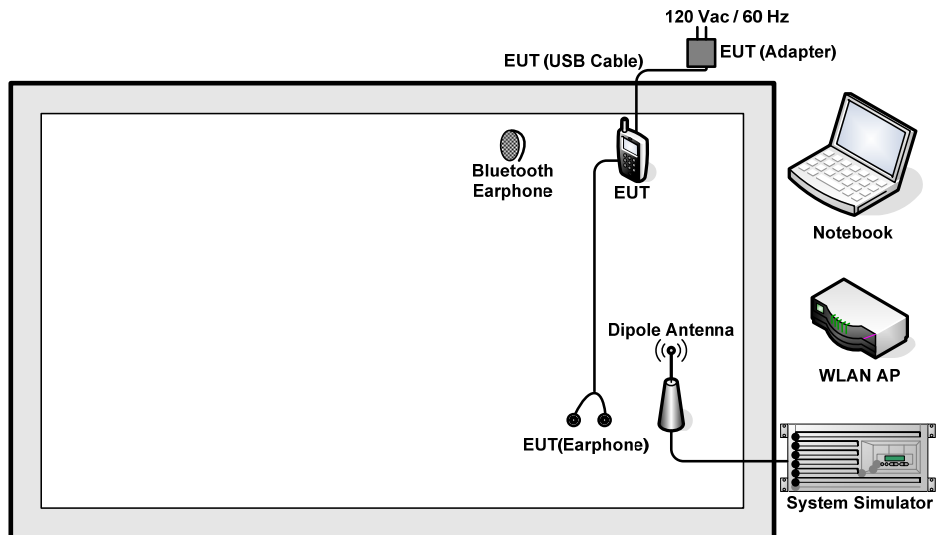 120 Vac / 60 Hz
EUT (USB Cable)
EUT (Adapter)
Bluetooth
Earphone
EUT
Notebook
Dipole Antenna
WLAN AP
EUT(Earphone)
System Simulator